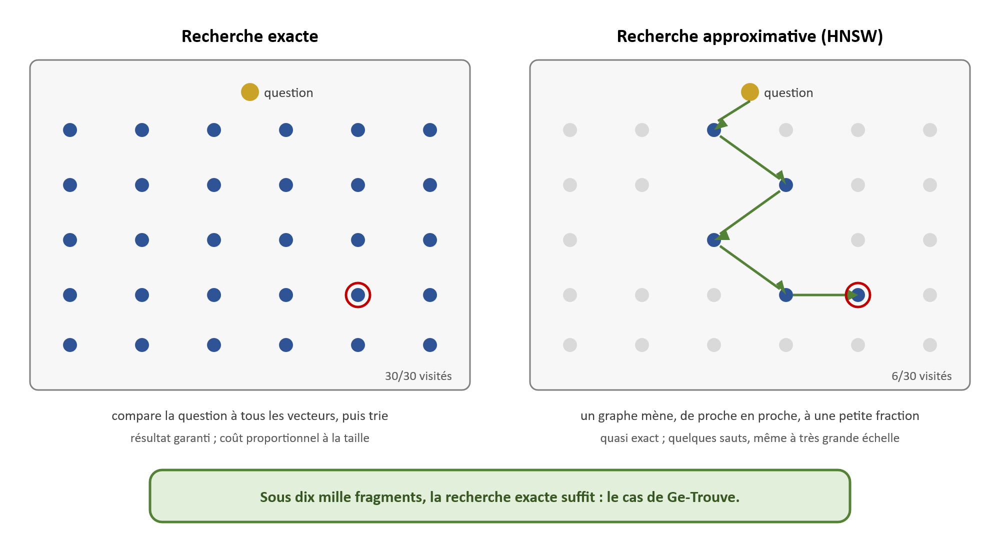 Recherche exacte
question
30/30 visités
compare la question à tous les vecteurs, puis trie
résultat garanti ; coût proportionnel à la taille
Recherche approximative (HNSW)
question
6/30 visités
un graphe mène, de proche en proche, à une petite fraction
quasi exact ; quelques sauts, même à très grande échelle
Sous dix mille fragments, la recherche exacte suffit : le cas de Ge-Trouve.